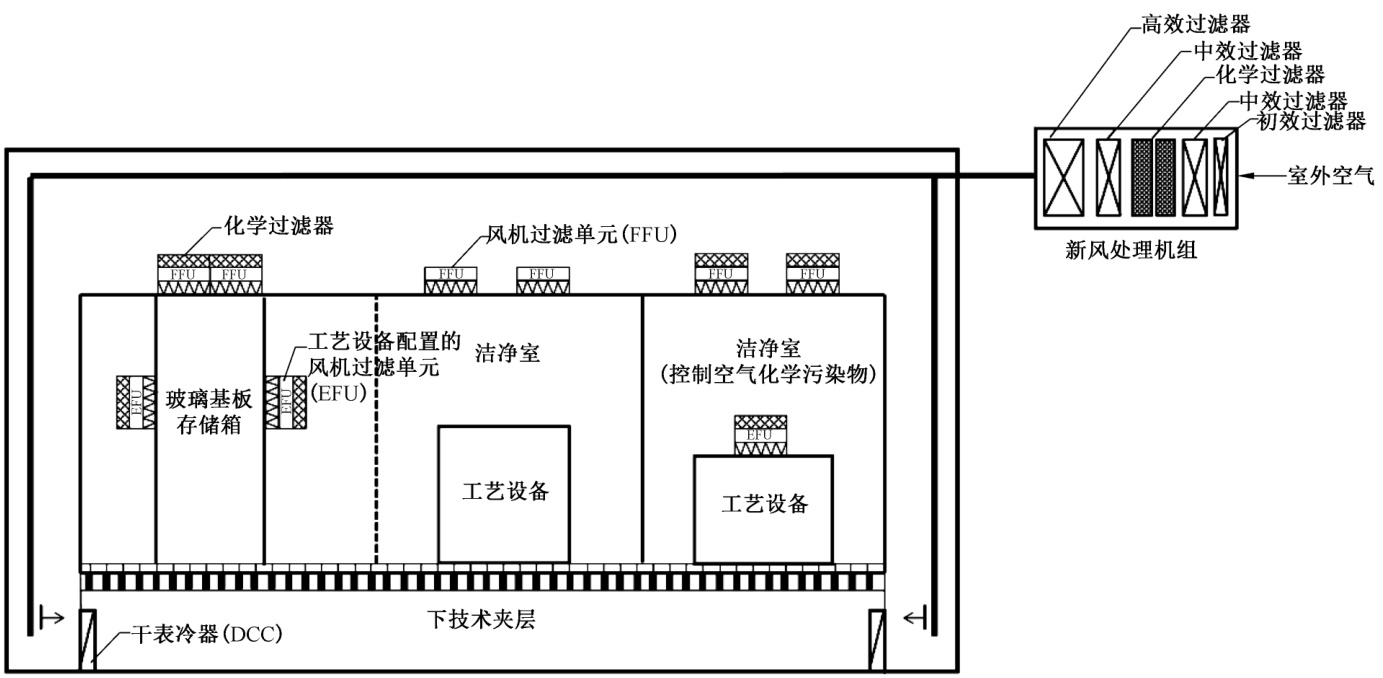 高效过滤器
中效过滤器
化学过滤器
中效过滤器
初效过滤器
室外空气
新风处理机组
化学过滤器
风机过滤单元(FFU)
FFU
FFU
FFU
FFU
FFU
FFU
工艺设备配置的
风机过滤单元
(EFU)
洁净室
洁净室
(控制空气化学污染物)
EFU
玻璃基板
存储箱
EFU
EFU
工艺设备
工艺设备
下技术夹层
干表冷器(DCC)